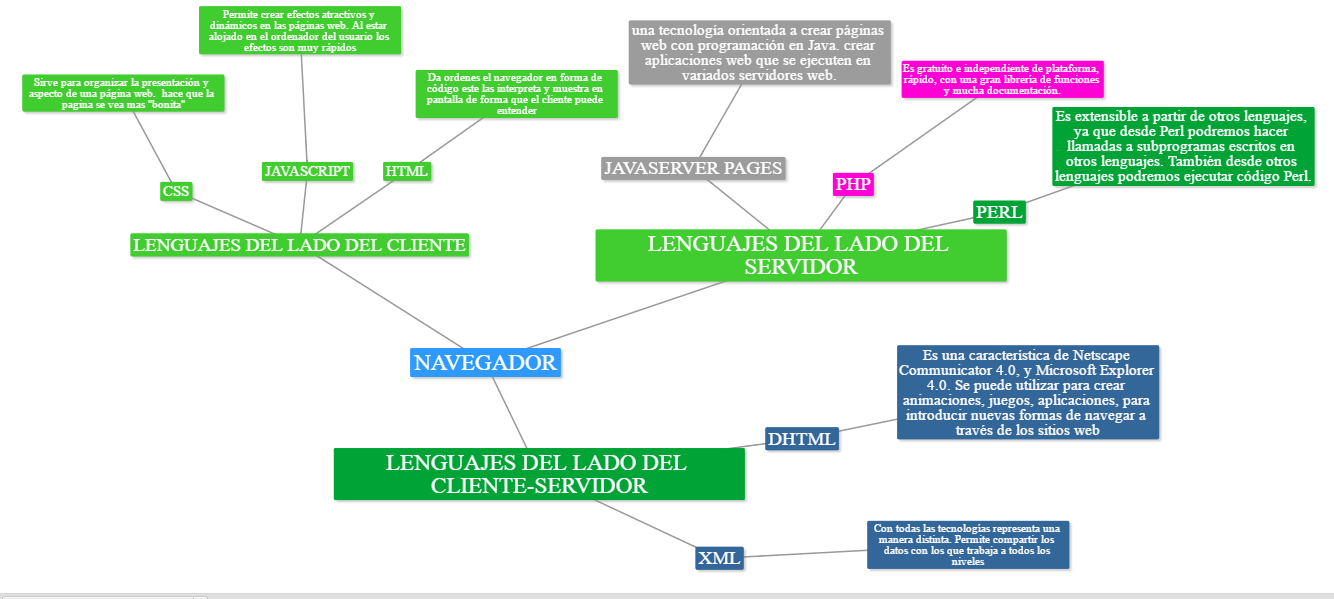 Permite crear efectos atractivos y
dinámicos en las páginas web. Al estar
alojado en el ordenador del usuario los
efectos son muy rápidos
Sirve para organizar la presentación y
aspecto de una página web.  hace que la
pagina se vea mas "bonita"
Da ordenes el navegador en forma de
código este las interpreta y muestra en
pantalla de forma que el cliente puede
entender
CSS
JAVASCRIPT
HTML
LENGUAJES DEL LADO DEL CLIENTE
una tecnología orientada a crear páginas
web con programación en Java. crear
aplicaciones web que se ejecuten en
variados servidores web.
Es gratuito e independiente de plataforma,
rápido, con una gran librería de funciones
y mucha documentación.
Es extensible a partir de otros lenguajes,
ya que desde Perl podremos hacer
llamadas a subprogramas escritos en
otros lenguajes. También desde otros
lenguajes podremos ejecutar código Perl.
JAVASERVER PAGES
PHP
PERL
LENGUAJES DEL LADO DEL
SERVIDOR
NAVEGADOR
Es una característica de Netscape
Communicator 4.0, y Microsoft Explorer
4.0. Se puede utilizar para crear
animaciones, juegos, aplicaciones, para
introducir nuevas formas de navegar a
través de los sitios web
DHTML
LENGUAJES DEL LADO DEL
CLIENTE-SERVIDOR
XML
Con todas las tecnologías representa una
manera distinta. Permite compartir los
datos con los que trabaja a todos los
niveles